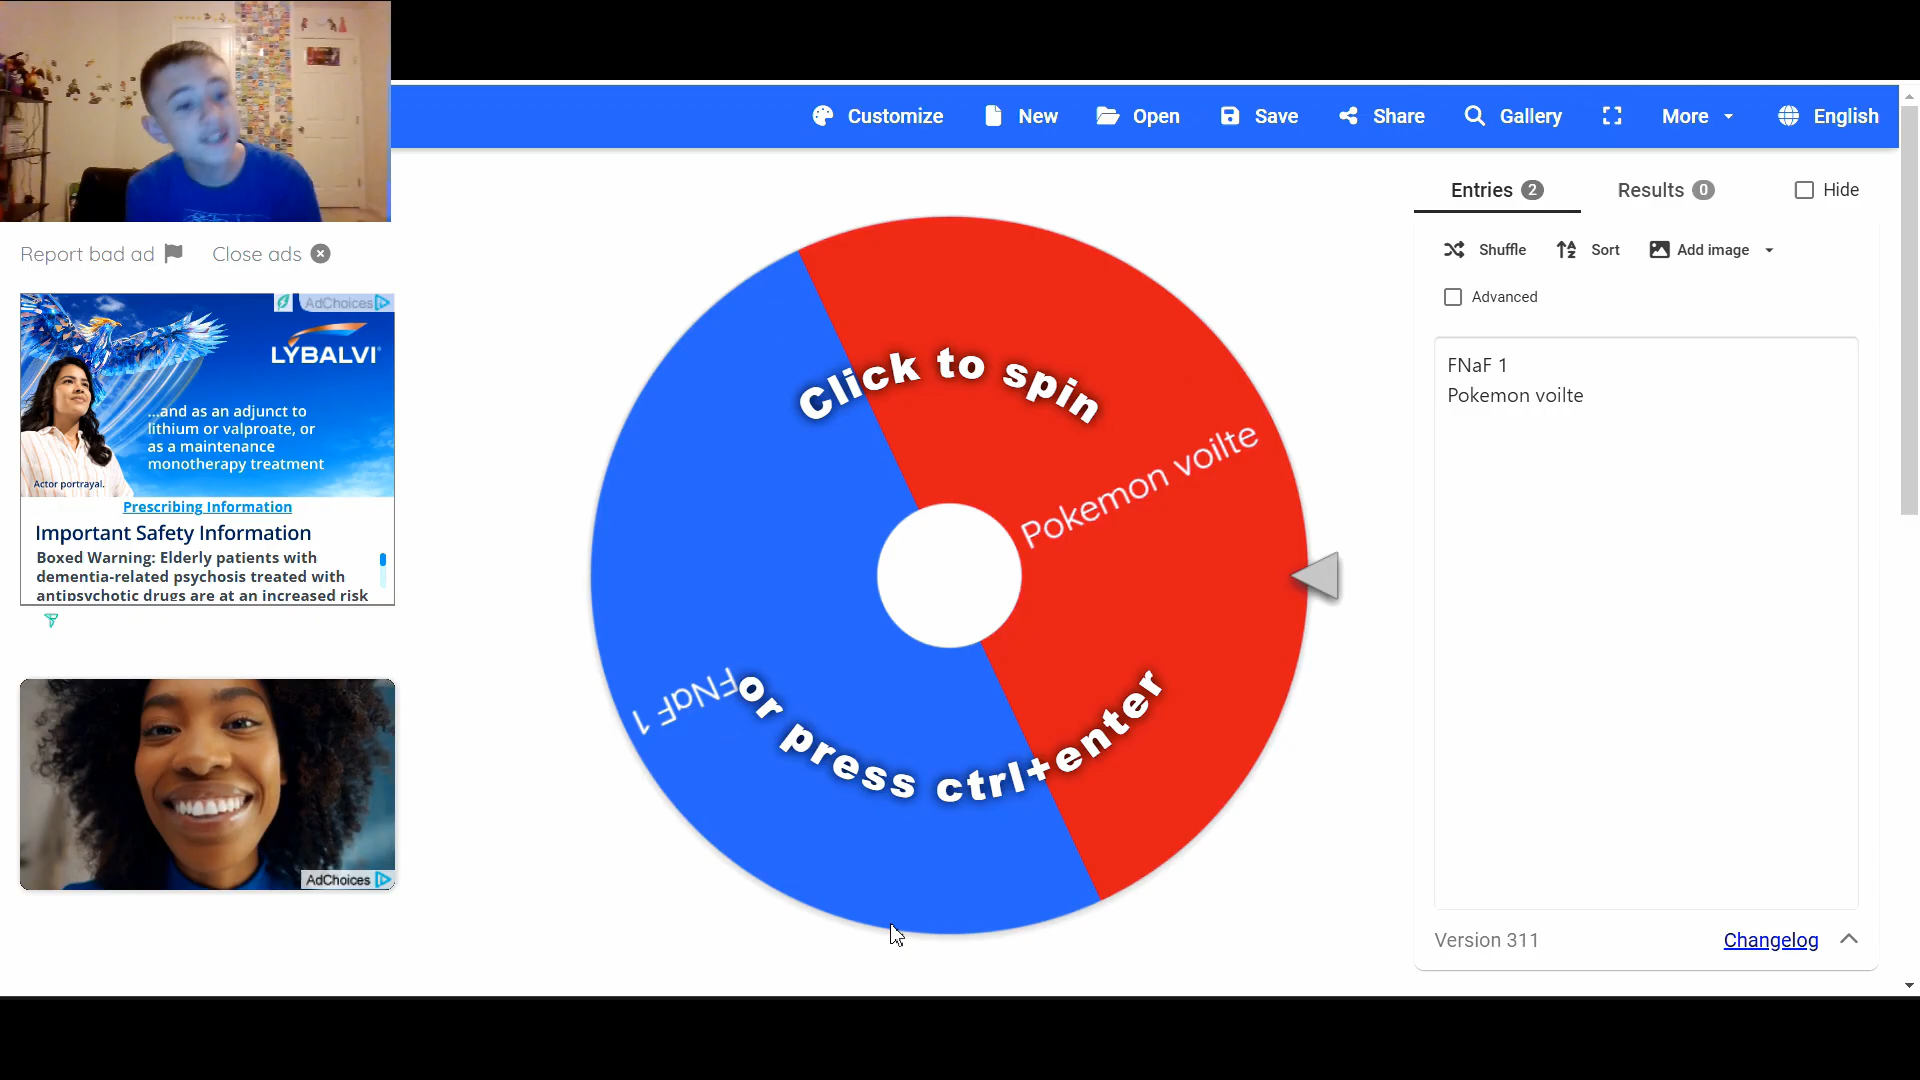 Customize
New
Open
Save
Share
Gallery
More
English
Entries 2
Results 0
Hide
Report bad ad
Close ads
Shuffle
Sort
Add image
Advanced
AdChoices
LYBALVI
...and as an adjunct to
lithium or valproate, or
as a maintenance
monotherapy treatment
Actor portrayal.
Prescribing Information
Important Safety Information
Boxed Warning: Elderly patients with
dementia-related psychosis treated with
antipsychotic drugs are at an increased risk
Click to spin
Pokemon voilte
FNaF 1
or press ctrl+enter
FNaF 1
Pokemon voilte
AdChoices
Version 311
Changelog